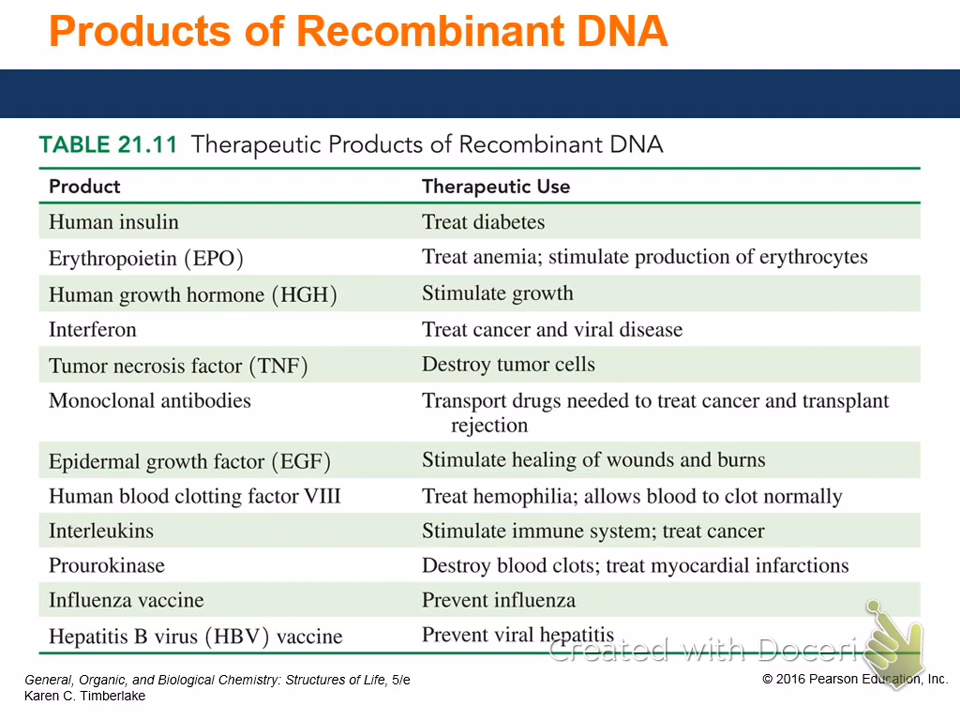 Products of Recombinant DNA
TABLE 21.11 Therapeutic Products of Recombinant DNA
Product Therapeutic Use
Human insulin Treat diabetes
Erythropoietin (EPO) Treat anemia; stimulate production of erythrocytes
Human growth hormone (HGH) Stimulate growth
Interferon Treat cancer and viral disease
Tumor necrosis factor (TNF) Destroy tumor cells
Monoclonal antibodies Transport drugs needed to treat cancer and transplant
rejection
Epidermal growth factor (EGF) Stimulate healing of wounds and burns
Human blood clotting factor VIII Treat hemophilia; allows blood to clot normally
Interleukins Stimulate immune system; treat cancer
Prourokinase Destroy blood clots; treat myocardial infarctions
Influenza vaccine Prevent influenza
Hepatitis B virus (HBV) vaccine Prevent viral hepatitis
Created with Doceri
General, Organic, and Biological Chemistry: Structures of Life, 5/e © 2016 Pearson Education, Inc.
Karen C. Timberlake